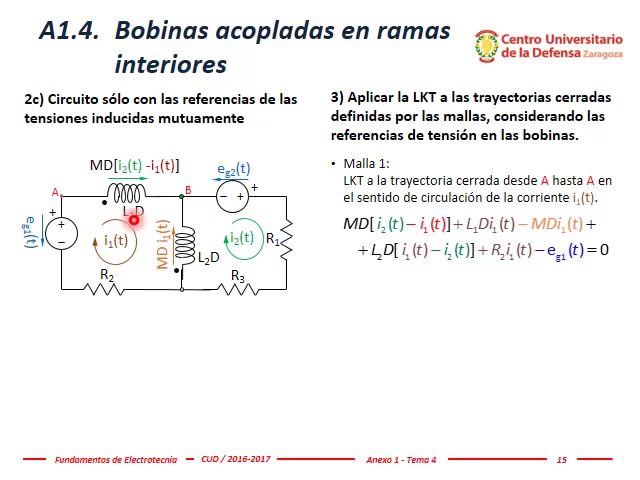 A1.4. Bobinas acopladas en ramas
interiores
Centro Universitario
de la Defensa Zaragoza
2c) Circuito sólo con las referencias de las
tensiones inducidas mutuamente
MD[i₂(t) -i₁(t)]
e_g2(t)
A
B
+
− +
+
L₁D
+
−
e_g1(t)
i₁(t)
MD i₁(t)
L₂D
i₂(t)
R₁
R₂
R₃
3) Aplicar la LKT a las trayectorias cerradas
definidas por las mallas, considerando las
referencias de tensión en las bobinas.
• Malla 1:
LKT a la trayectoria cerrada desde A hasta A en
el sentido de circulación de la corriente i₁(t).
MD[i₂(t)−i₁(t)]+L₁Di₁(t)−MDi₁(t)+
+L₂D[i₁(t)−i₂(t)]+R₂i₁(t)−e_g1(t)=0
Fundamentos de Electrotecnia
CUD / 2016-2017
Anexo 1 - Tema 4
15